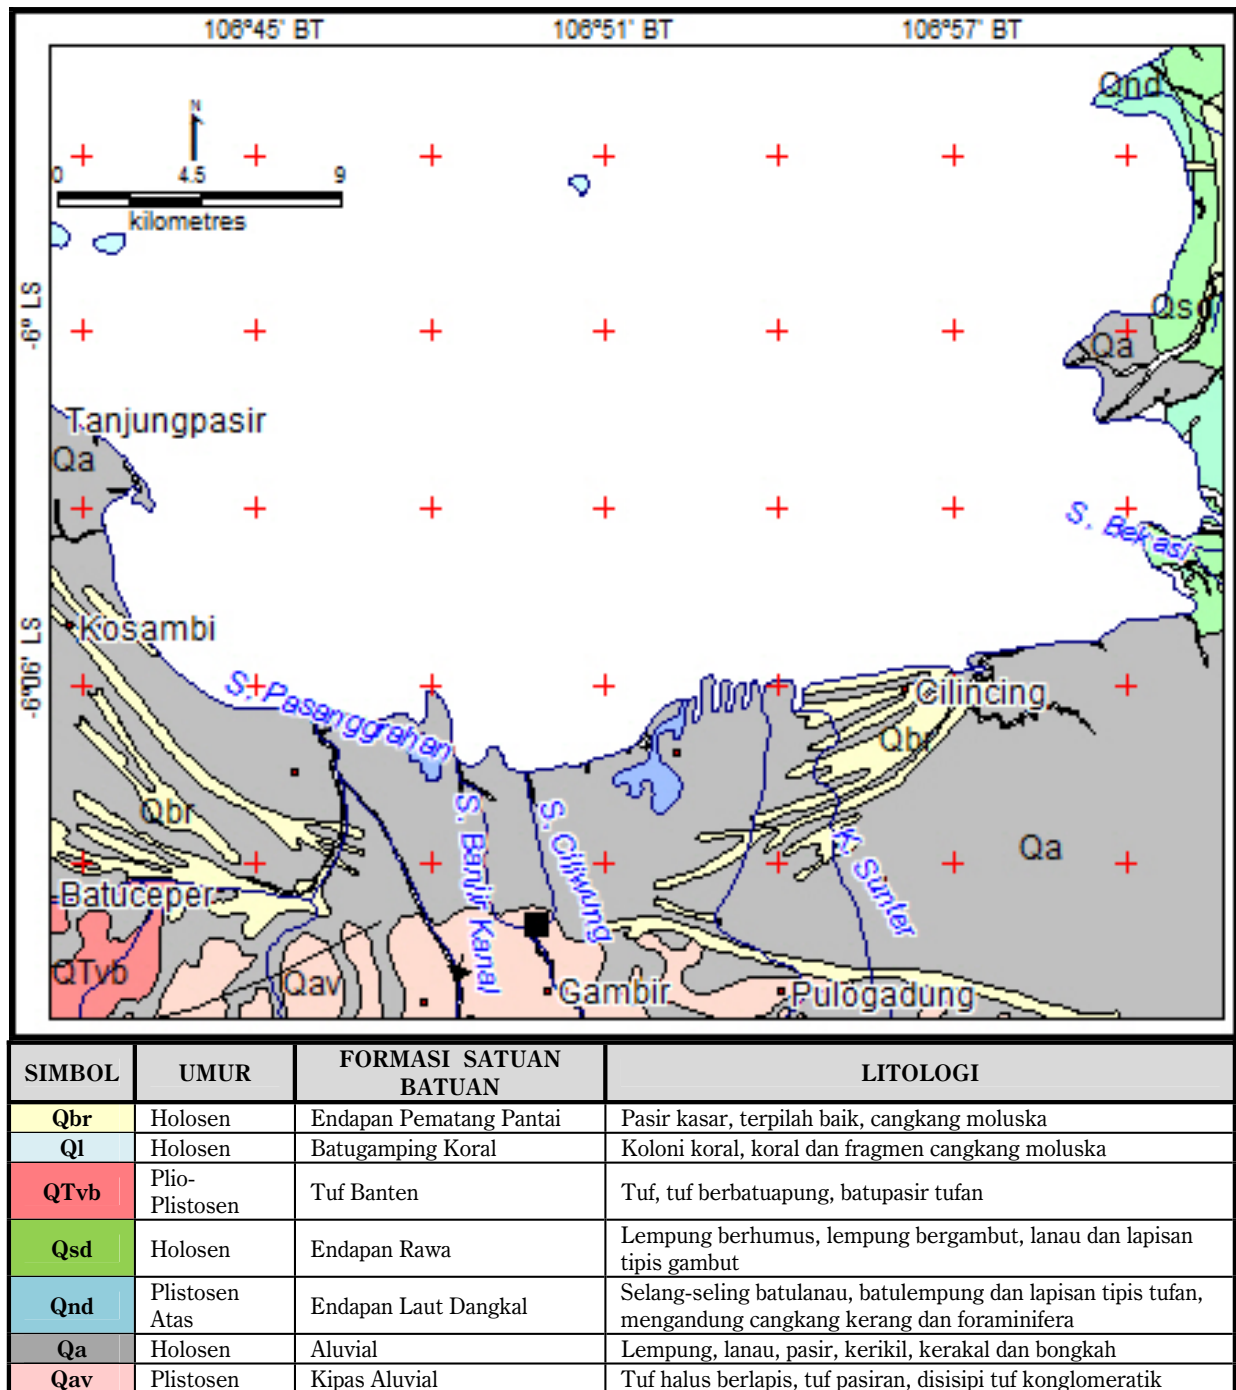 106°45' BT 106°51' BT 106°57' BT
Qnd
N
0 4.5 9
kilometres
-6° LS
Qsd
Qa
Tanjungpasir
Qa
S. Bekasi
-6°06' LS
Kosambi
S. Pasanggrahan
Cilincing
Qbr
Qbr
S. Banjir Kanal
S. Ciliwung
K. Sunter
Qa
Batuceper
QTvb
Qav
Gambir
Pulogadung
SIMBOL UMUR FORMASI SATUAN BATUAN LITOLOGI
Qbr Holosen Endapan Pematang Pantai Pasir kasar, terpilah baik, cangkang moluska
Ql Holosen Batugamping Koral Koloni koral, koral dan fragmen cangkang moluska
QTvb Plio-Plistosen Tuf Banten Tuf, tuf berbatuapung, batupasir tufan
Qsd Holosen Endapan Rawa Lempung berhumus, lempung bergambut, lanau dan lapisan tipis gambut
Qnd Plistosen Atas Endapan Laut Dangkal Selang-seling batulanau, batulempung dan lapisan tipis tufan, mengandung cangkang kerang dan foraminifera
Qa Holosen Aluvial Lempung, lanau, pasir, kerikil, kerakal dan bongkah
Qav Plistosen Kipas Aluvial Tuf halus berlapis, tuf pasiran, disisipi tuf konglomeratik